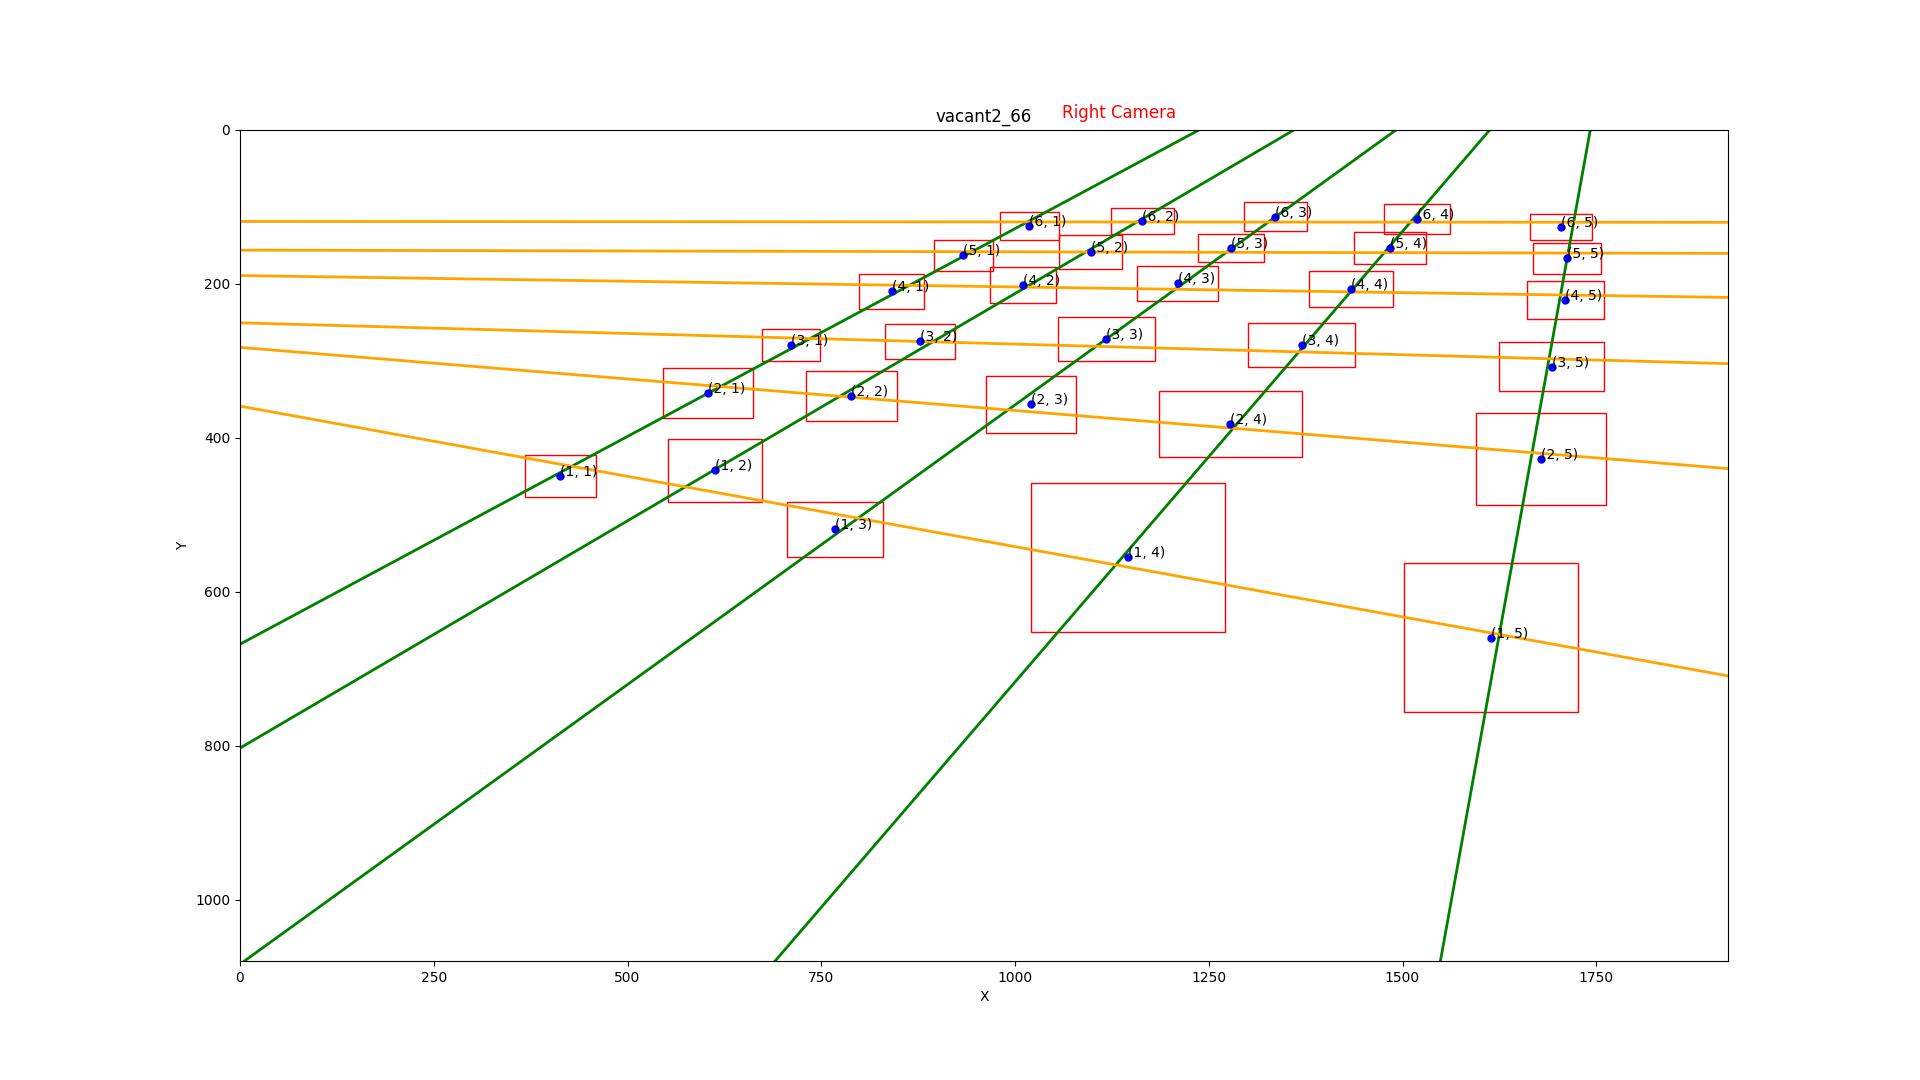 vacant2_66 Right Camera
0
(6, 1) (6, 2) (6, 3) (6, 4) (6, 5)
(5, 1) (5, 2) (5, 3) (5, 4) (5, 5)
200
(4, 1) (4, 2) (4, 3) (4, 4) (4, 5)
(3, 1) (3, 2) (3, 3) (3, 4) (3, 5)
(2, 1) (2, 2) (2, 3) (2, 4) (2, 5)
400
(1, 1) (1, 2) (1, 3) (1, 4) (1, 5)
Y
600
800
1000
0 250 500 750 1000 1250 1500 1750
X